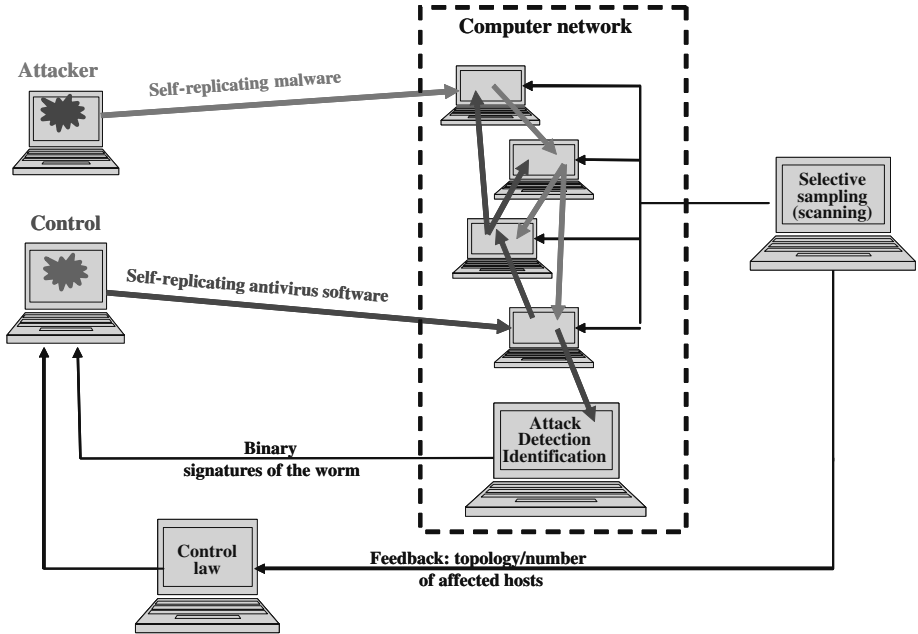 Computer network
Attacker
Self-replicating malware
Selective
sampling
(scanning)
Control
Self-replicating antivirus software
Attack
Detection
Identification
Binary
signatures of the worm
Control
law
Feedback: topology/number
of affected hosts